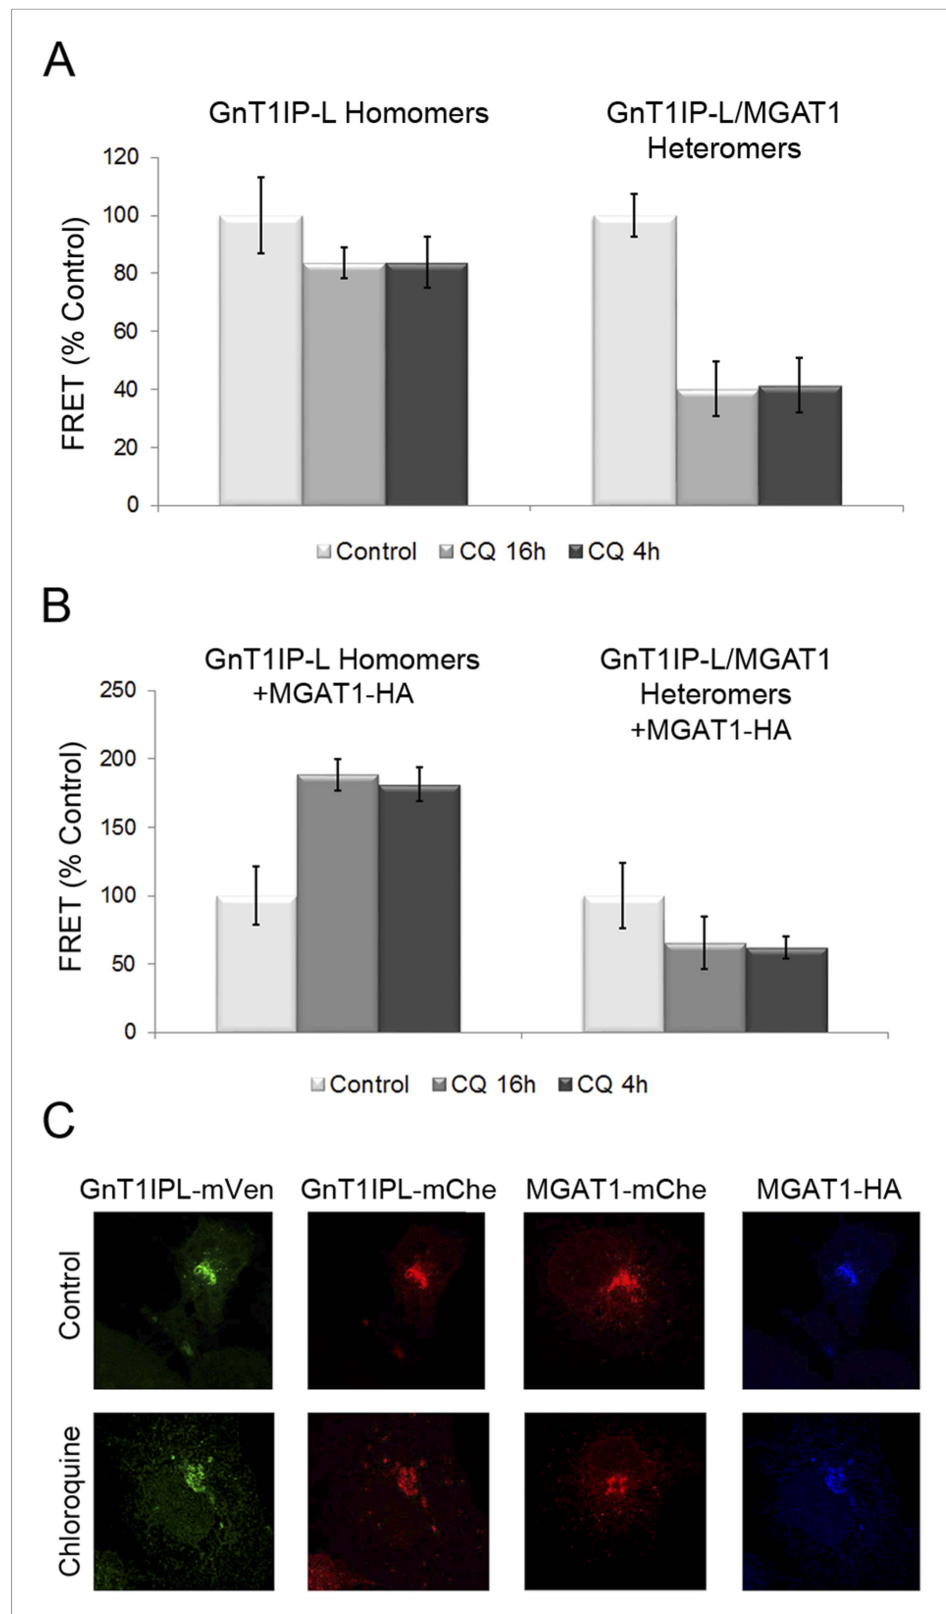 A
GnT1IP-L Homomers
GnT1IP-L/MGAT1
Heteromers
FRET (% Control)
120
100
80
60
40
20
0
Control CQ 16h CQ 4h
B
GnT1IP-L Homomers
+MGAT1-HA
GnT1IP-L/MGAT1
Heteromers
+MGAT1-HA
FRET (% Control)
250
200
150
100
50
0
Control CQ 16h CQ 4h
C
GnT1IPL-mVen GnT1IPL-mChe MGAT1-mChe MGAT1-HA
Control
Chloroquine